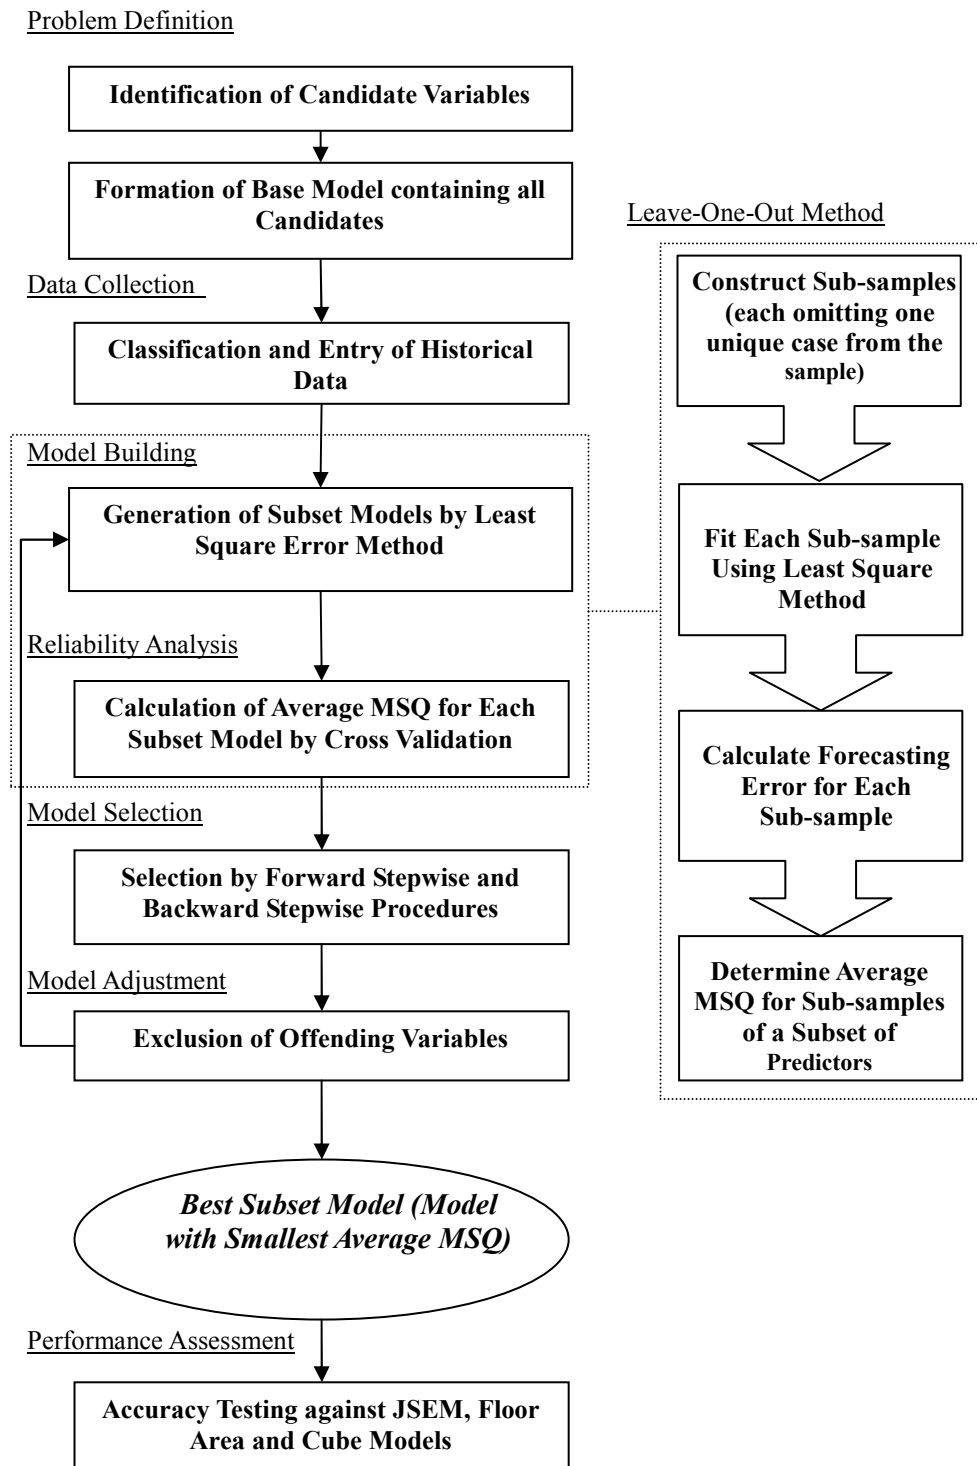 Problem Definition
Identification of Candidate Variables
Formation of Base Model containing all
Candidates
Data Collection
Classification and Entry of Historical
Data
Model Building
Generation of Subset Models by Least
Square Error Method
Reliability Analysis
Calculation of Average MSQ for Each
Subset Model by Cross Validation
Model Selection
Selection by Forward Stepwise and
Backward Stepwise Procedures
Model Adjustment
Exclusion of Offending Variables
Best Subset Model (Model
with Smallest Average MSQ)
Performance Assessment
Accuracy Testing against JSEM, Floor
Area and Cube Models
Leave-One-Out Method
Construct Sub-samples
(each omitting one
unique case from the
sample)
Fit Each Sub-sample
Using Least Square
Method
Calculate Forecasting
Error for Each
Sub-sample
Determine Average
MSQ for Sub-samples
of a Subset of
Predictors